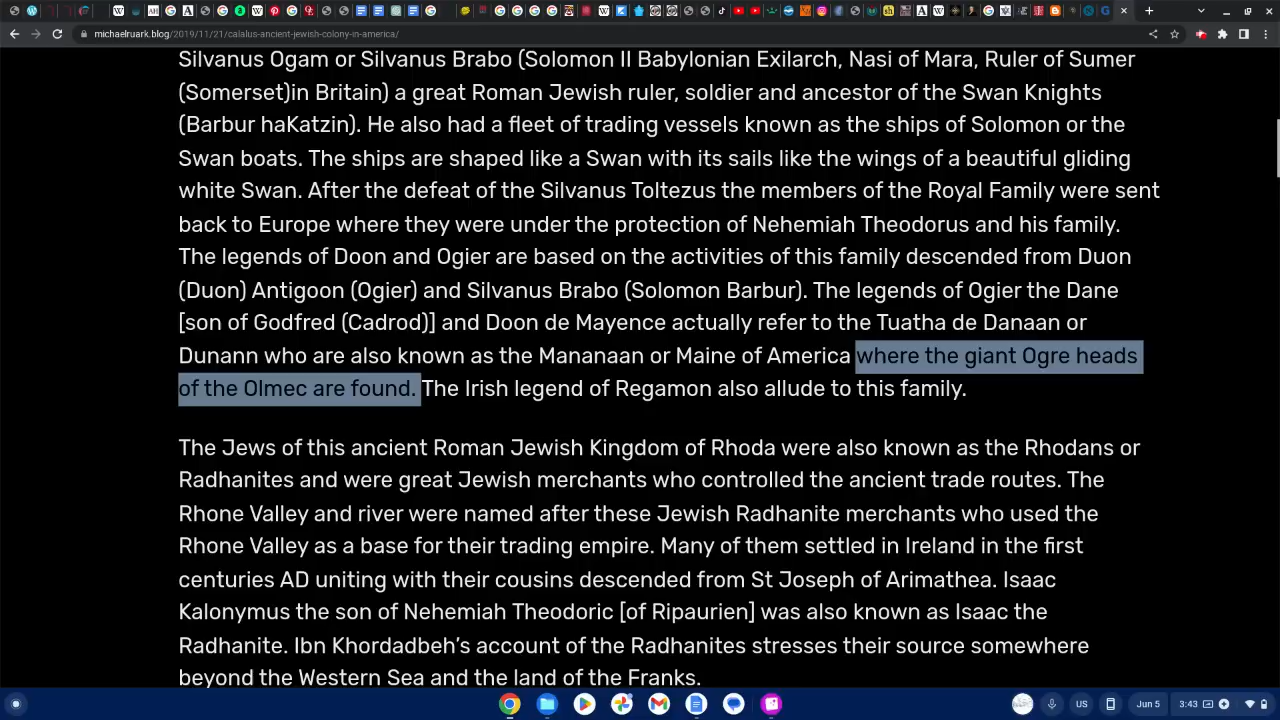 michaelruark.blog/2019/11/21/calalus-ancient-jewish-colony-in-america/
Silvanus Ogam or Silvanus Brabo (Solomon II Babylonian Exilarch, Nasi of Mara, Ruler of Sumer
(Somerset)in Britain) a great Roman Jewish ruler, soldier and ancestor of the Swan Knights
(Barbur haKatzin). He also had a fleet of trading vessels known as the ships of Solomon or the
Swan boats. The ships are shaped like a Swan with its sails like the wings of a beautiful gliding
white Swan. After the defeat of the Silvanus Toltezus the members of the Royal Family were sent
back to Europe where they were under the protection of Nehemiah Theodorus and his family.
The legends of Doon and Ogier are based on the activities of this family descended from Duon
(Duon) Antigoon (Ogier) and Silvanus Brabo (Solomon Barbur). The legends of Ogier the Dane
[son of Godfred (Cadrod)] and Doon de Mayence actually refer to the Tuatha de Danaan or
Dunann who are also known as the Mananaan or Maine of America where the giant Ogre heads
of the Olmec are found. The Irish legend of Regamon also allude to this family.
The Jews of this ancient Roman Jewish Kingdom of Rhoda were also known as the Rhodans or
Radhanites and were great Jewish merchants who controlled the ancient trade routes. The
Rhone Valley and river were named after these Jewish Radhanite merchants who used the
Rhone Valley as a base for their trading empire. Many of them settled in Ireland in the first
centuries AD uniting with their cousins descended from St Joseph of Arimathea. Isaac
Kalonymus the son of Nehemiah Theodoric [of Ripaurien] was also known as Isaac the
Radhanite. Ibn Khordadbeh's account of the Radhanites stresses their source somewhere
beyond the Western Sea and the land of the Franks.
US Jun 5 3:43